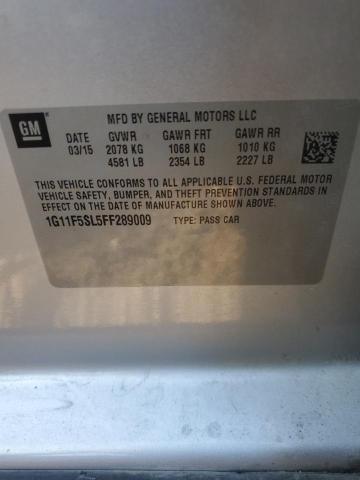 GM
MFD BY GENERAL MOTORS LLC
DATE GVWR GAWR FRT GAWR RR
03/15 2078 KG 1068 KG 1010 KG
4581 LB 2354 LB 2227 LB
THIS VEHICLE CONFORMS TO ALL APPLICABLE U.S. FEDERAL MOTOR
VEHICLE SAFETY, BUMPER, AND THEFT PREVENTION STANDARDS IN
EFFECT ON THE DATE OF MANUFACTURE SHOWN ABOVE.
1G11F5SL5FF289009 TYPE: PASS CAR